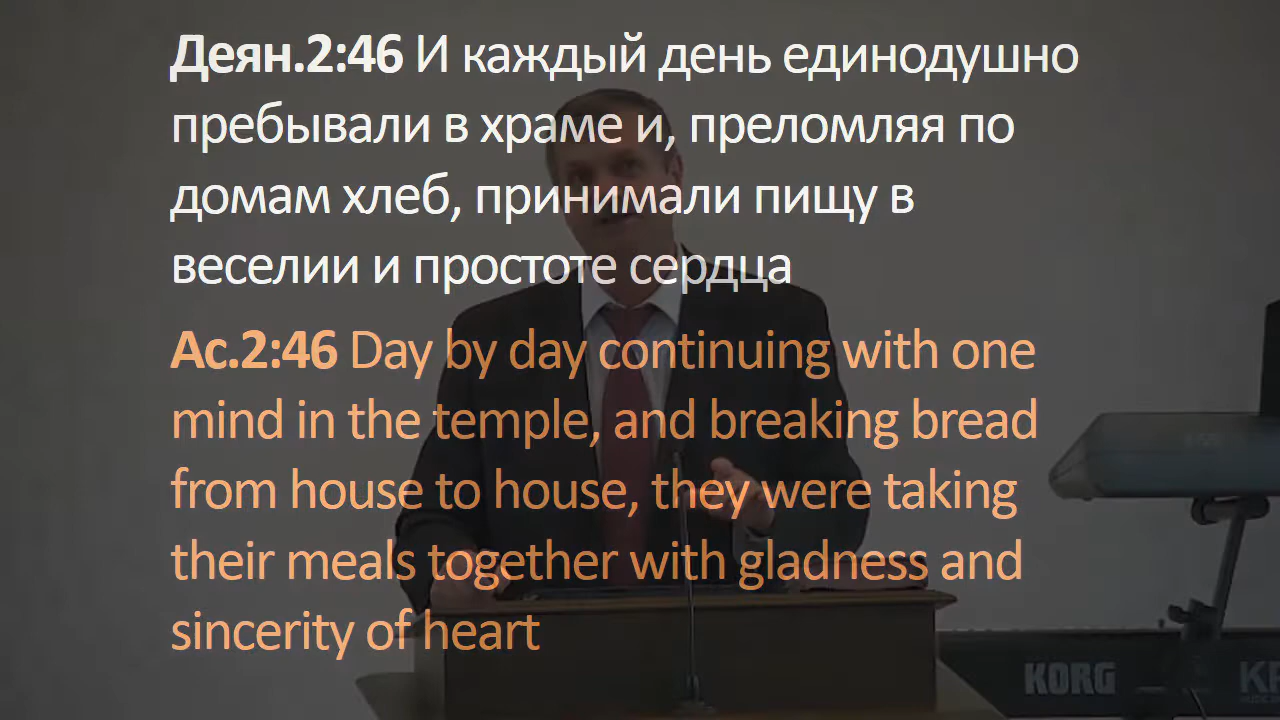 Деян.2:46 И каждый день единодушно
пребывали в храме и, преломляя по
домам хлеб, принимали пищу в
веселии и простоте сердца
Ac.2:46 Day by day continuing with one
mind in the temple, and breaking bread
from house to house, they were taking
their meals together with gladness and
sincerity of heart
KORG